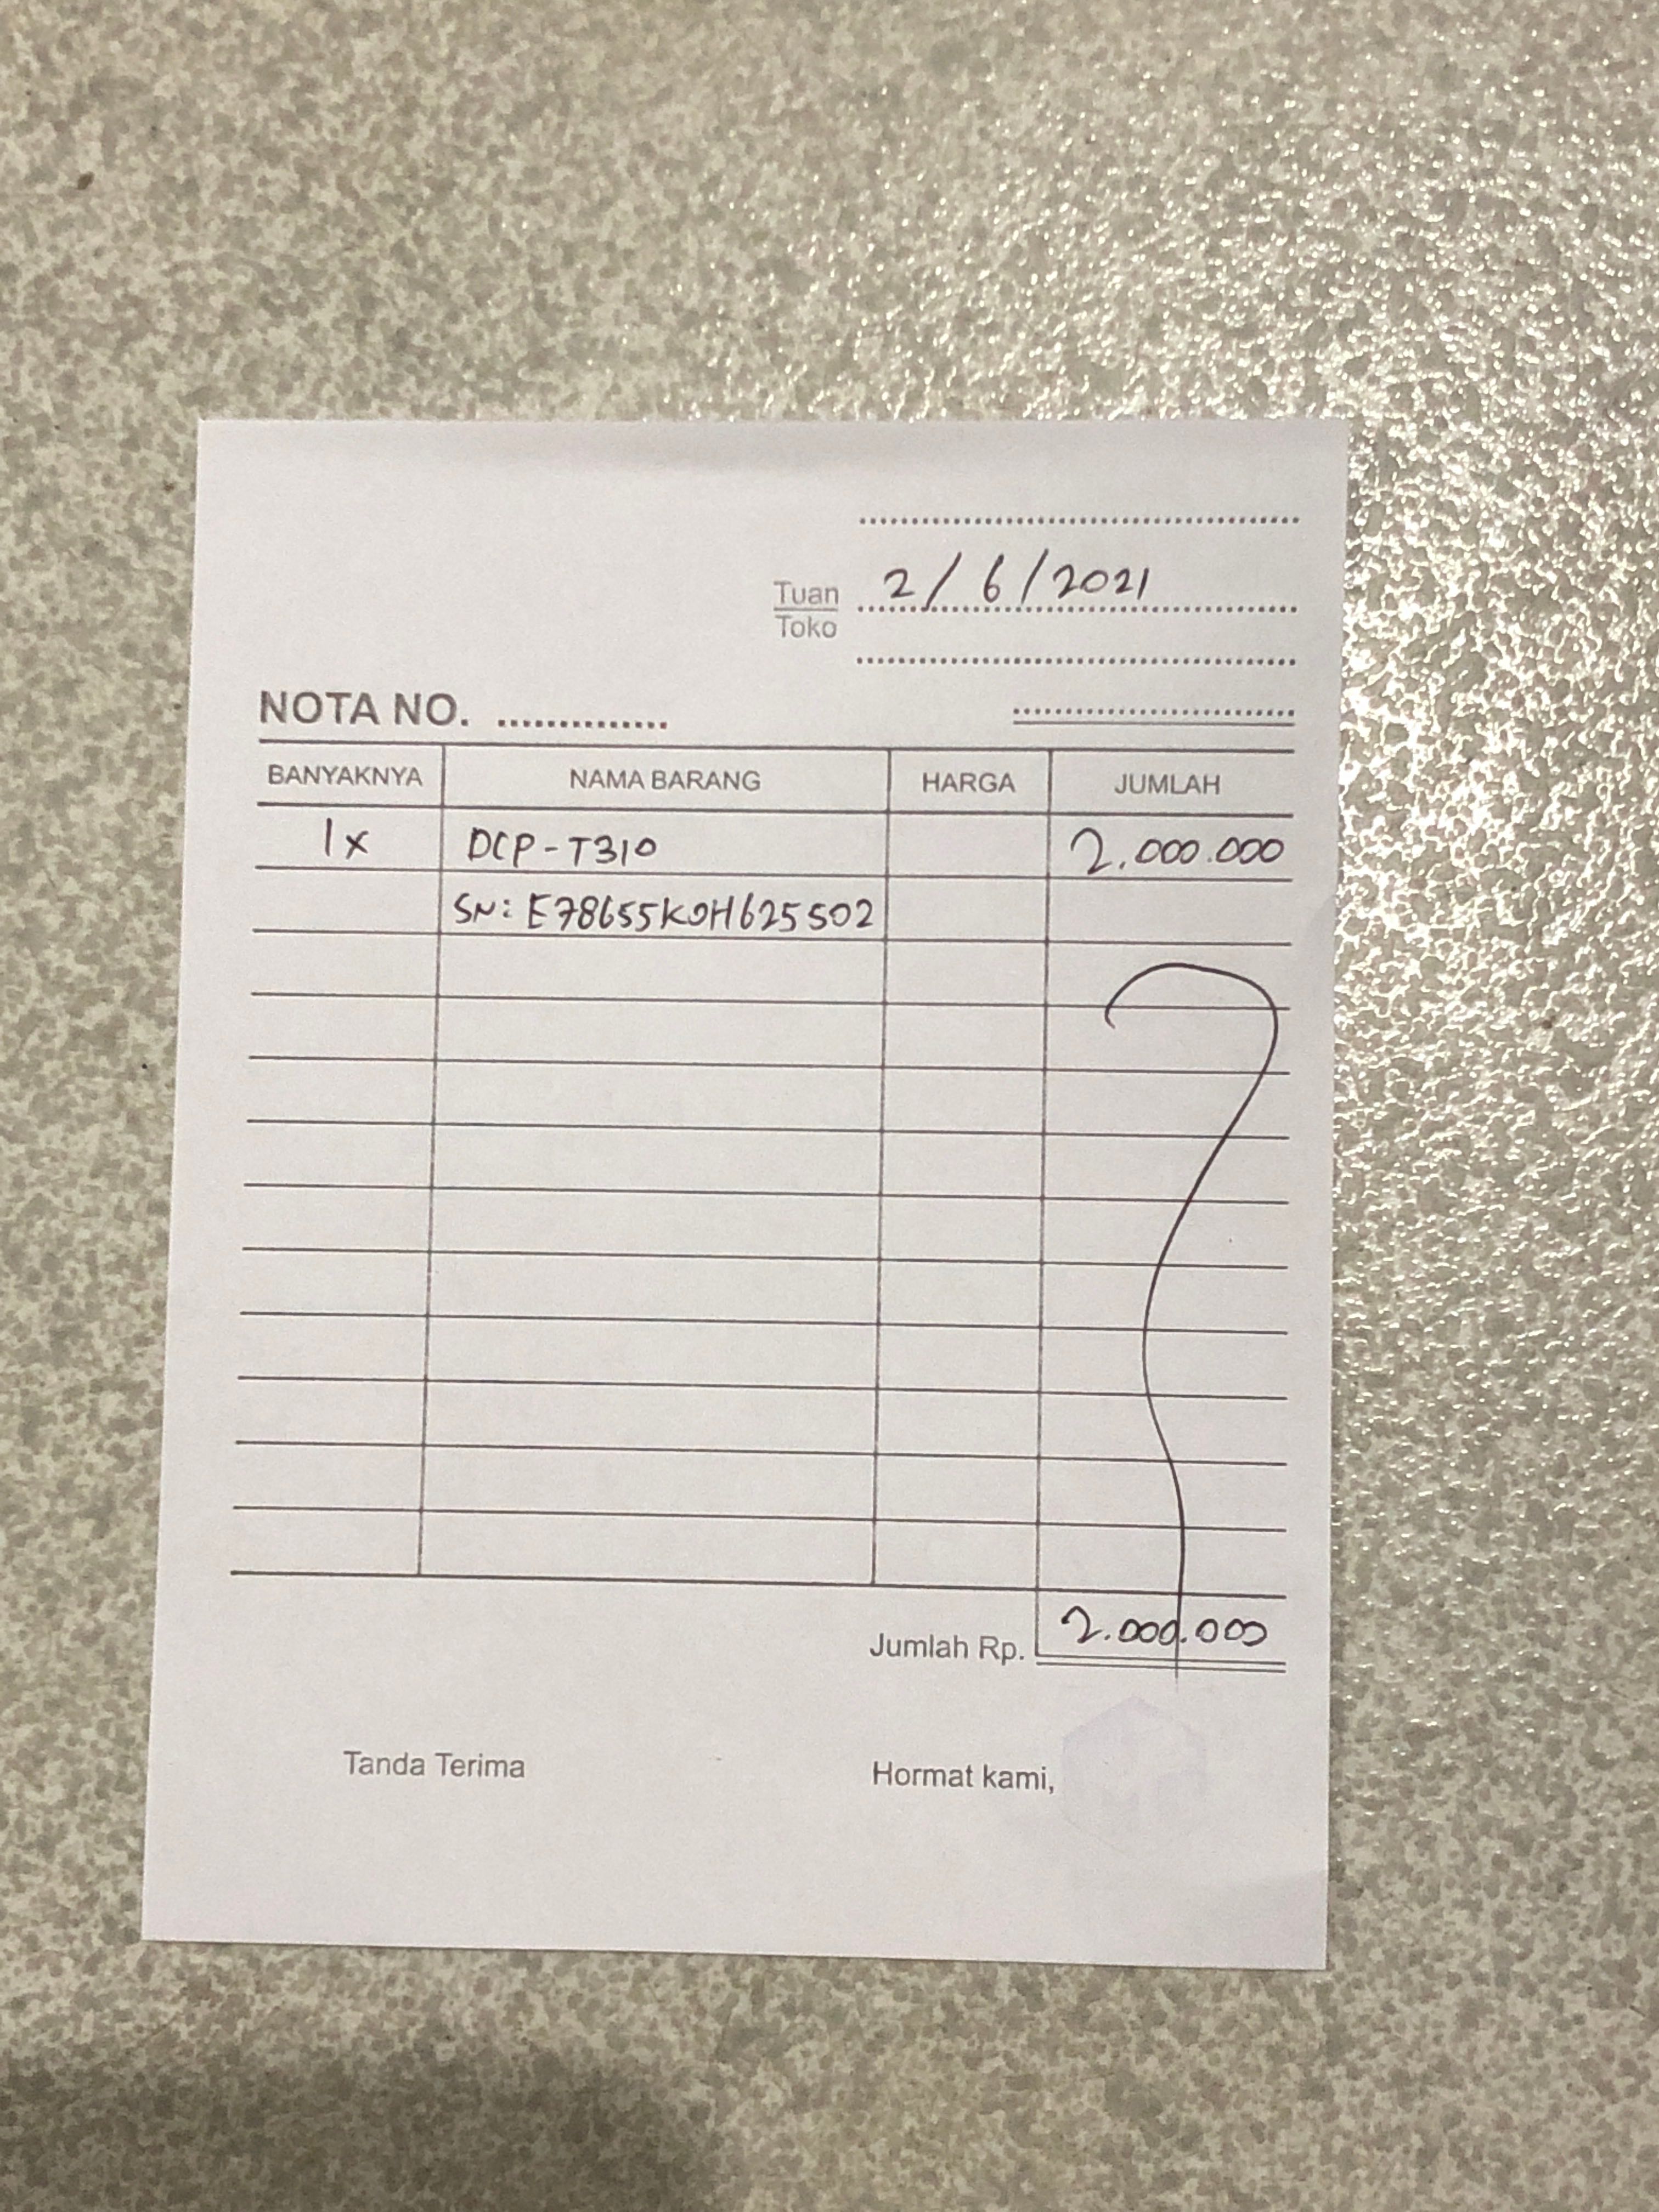 Tuan 2/6/2021
Toko
NOTA NO. ..............
BANYAKNYA NAMA BARANG HARGA JUMLAH
1x DCP-T310 2.000.000
SN: E78655K0H625502
Jumlah Rp. 2.000.000
Tanda Terima Hormat kami,